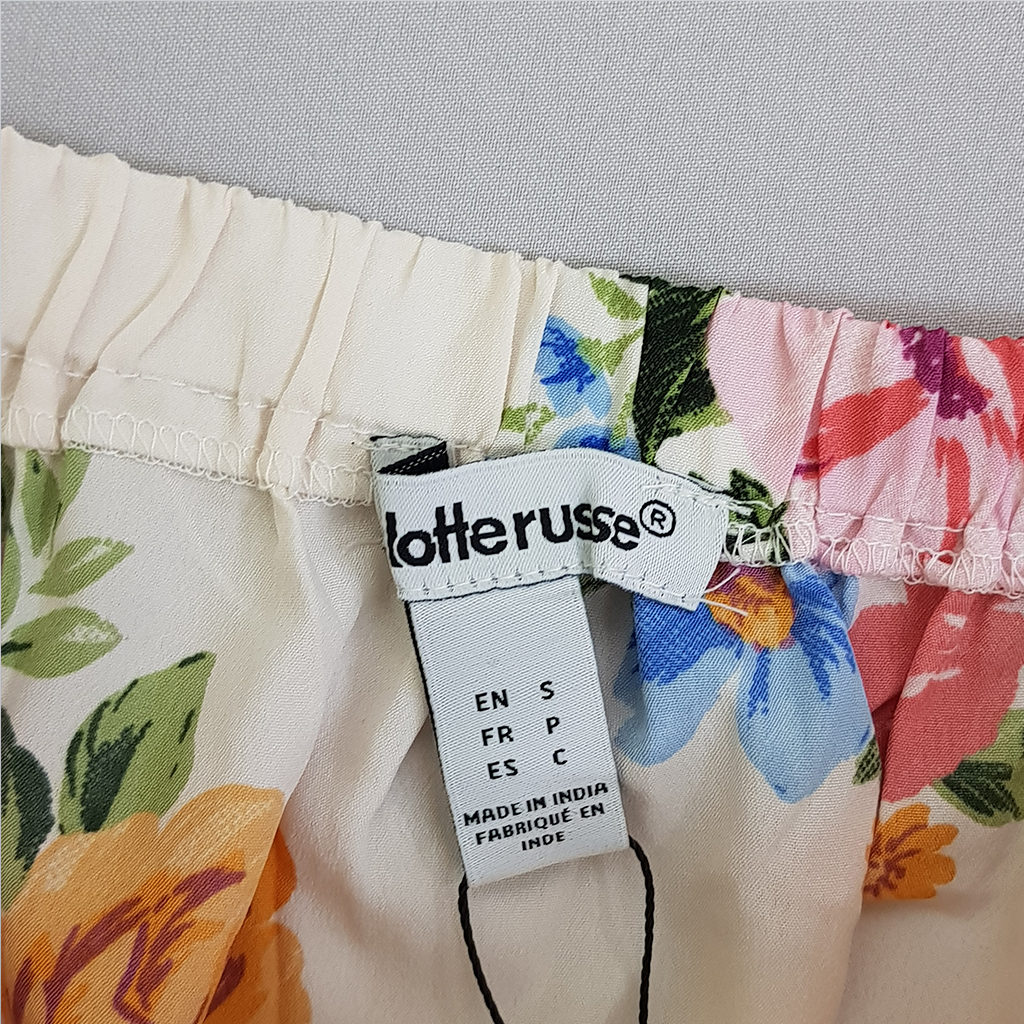 lotterusse®
EN S
FR P
ES C
MADE IN INDIA
FABRIQUÉ EN
INDE